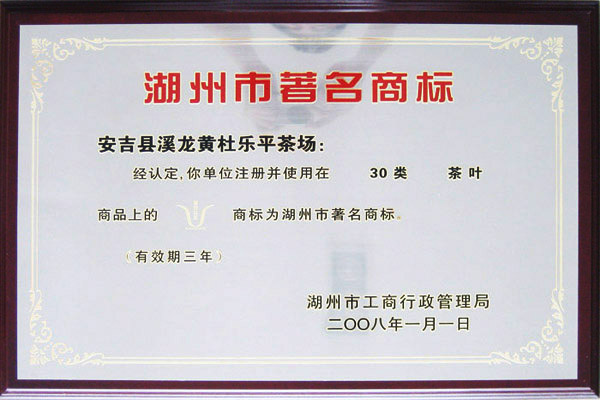 湖州市著名商标
安吉县溪龙黄杜乐平茶场：
经认定，你单位注册并使用在 30 类 茶叶
商品上的 商标为湖州市著名商标。
（有效期三年）
湖州市工商行政管理局
二〇〇八年一月一日